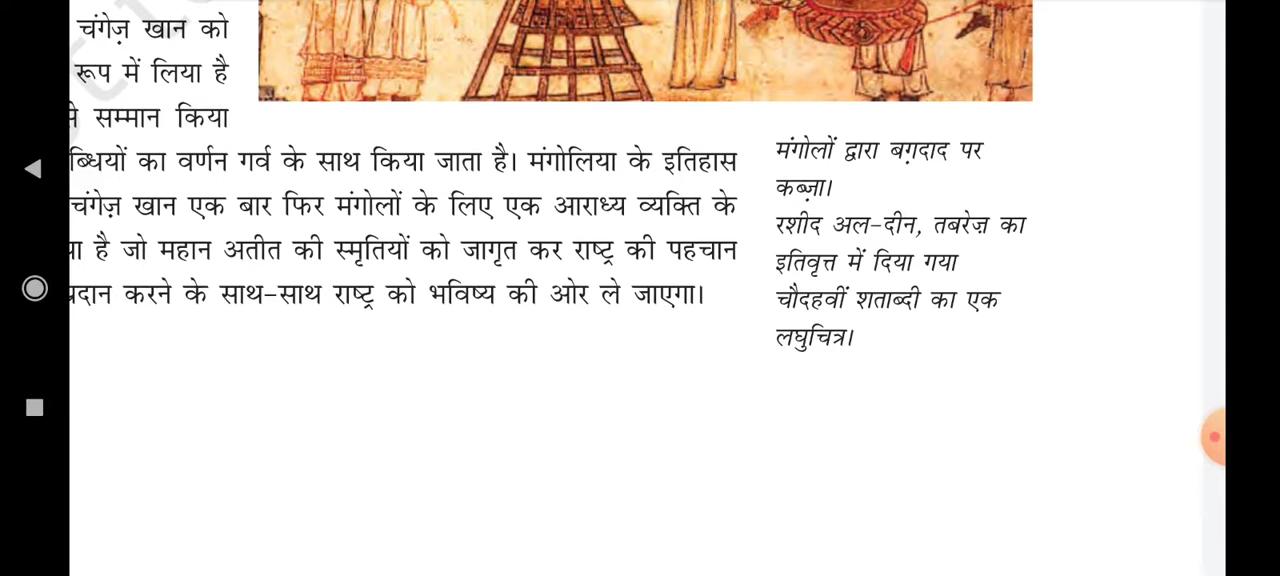 चंगेज़ खान को
रूप में लिया है
सम्मान किया
का वर्णन गर्व के साथ किया जाता है। मंगोलिया के इतिहास
चंगेज़ खान एक बार फिर मंगोलों के लिए एक आराध्य व्यक्ति के
है जो महान अतीत की स्मृतियों को जागृत कर राष्ट्र की पहचान
करने के साथ-साथ राष्ट्र को भविष्य की ओर ले जाएगा।
मंगोलों द्वारा बग़दाद पर
कब्ज़ा।
रशीद अल-दीन, तबरेज़ का
इतिवृत्त में दिया गया
चौदहवीं शताब्दी का एक
लघुचित्र।